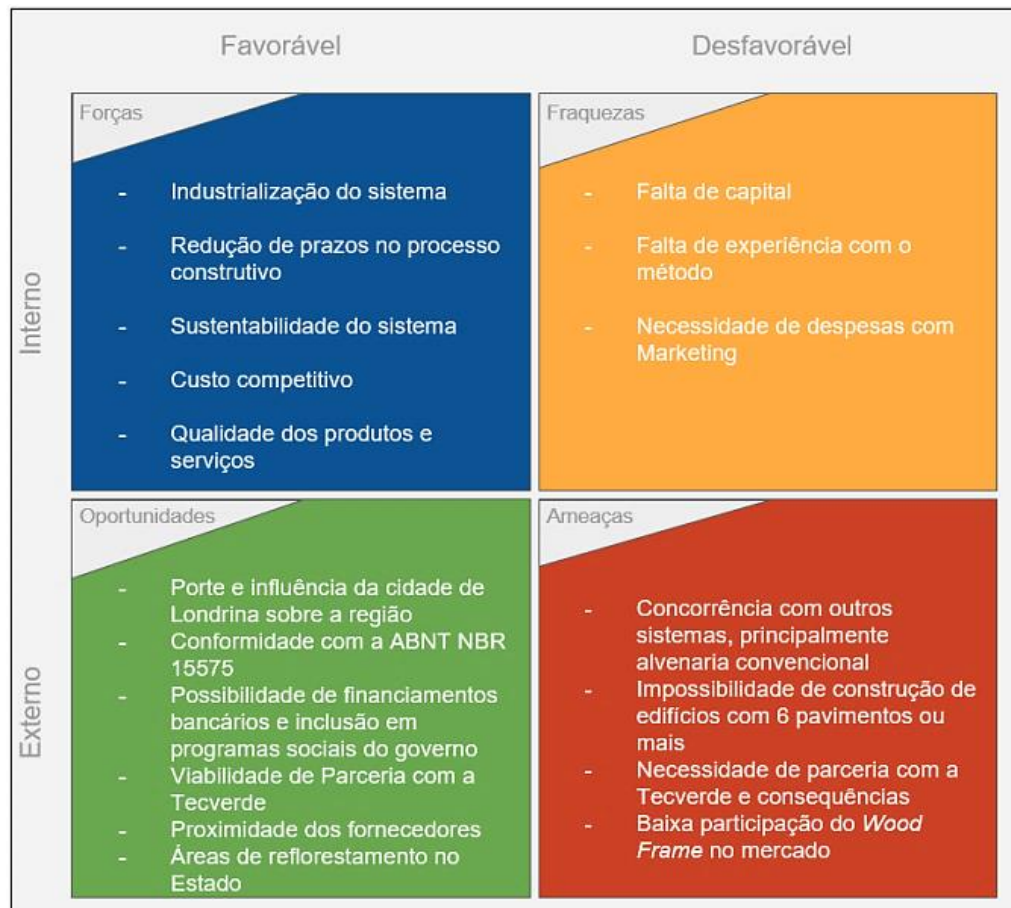 Favorável
Desfavorável
Interno
Forças
- Industrialização do sistema
- Redução de prazos no processo
construtivo
- Sustentabilidade do sistema
- Custo competitivo
- Qualidade dos produtos e
serviços
Fraquezas
- Falta de capital
- Falta de experiência com o
método
- Necessidade de despesas com
Marketing
Externo
Oportunidades
- Porte e influência da cidade de
Londrina sobre a região
- Conformidade com a ABNT NBR
15575
- Possibilidade de financiamentos
bancários e inclusão em
programas sociais do governo
- Viabilidade de Parceria com a
Tecverde
- Proximidade dos fornecedores
- Áreas de reflorestamento no
Estado
Ameaças
- Concorrência com outros
sistemas, principalmente
alvenaria convencional
- Impossibilidade de construção de
edifícios com 6 pavimentos ou
mais
- Necessidade de parceria com a
Tecverde e consequências
- Baixa participação do Wood
Frame no mercado